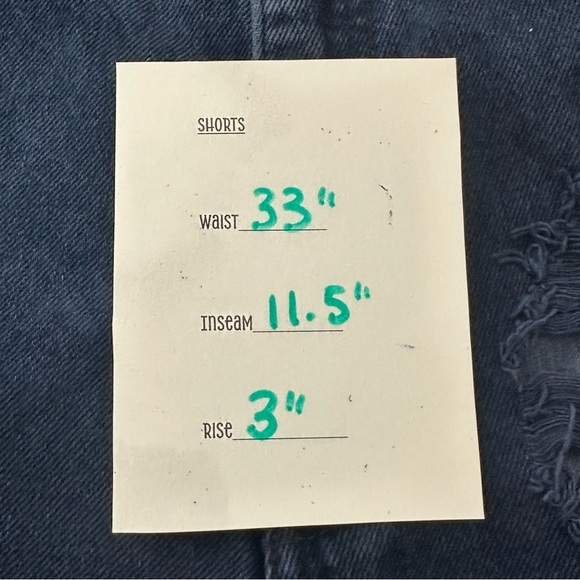 SHORTS
Waist 33"
Inseam 11.5"
Rise 3"